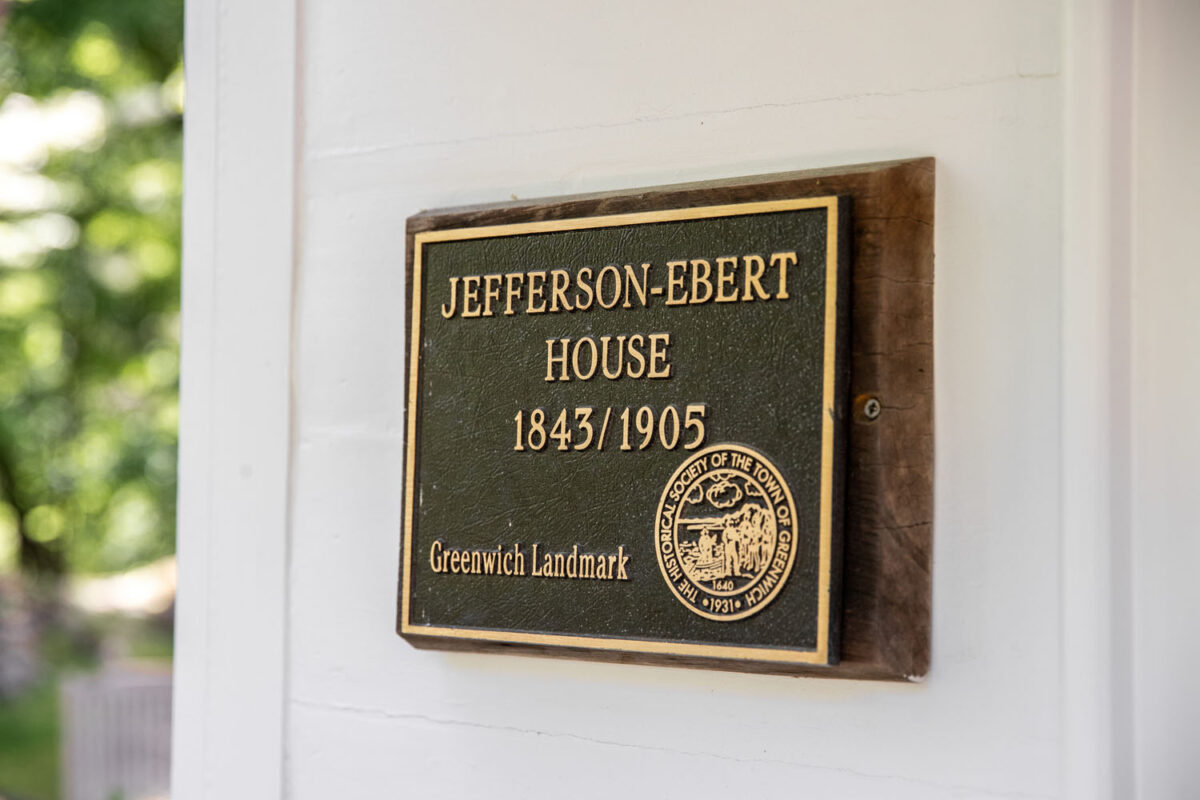 JEFFERSON-EBERT
HOUSE
1843/1905
Greenwich Landmark
THE HISTORICAL SOCIETY OF THE TOWN OF GREENWICH
1640
•1931•